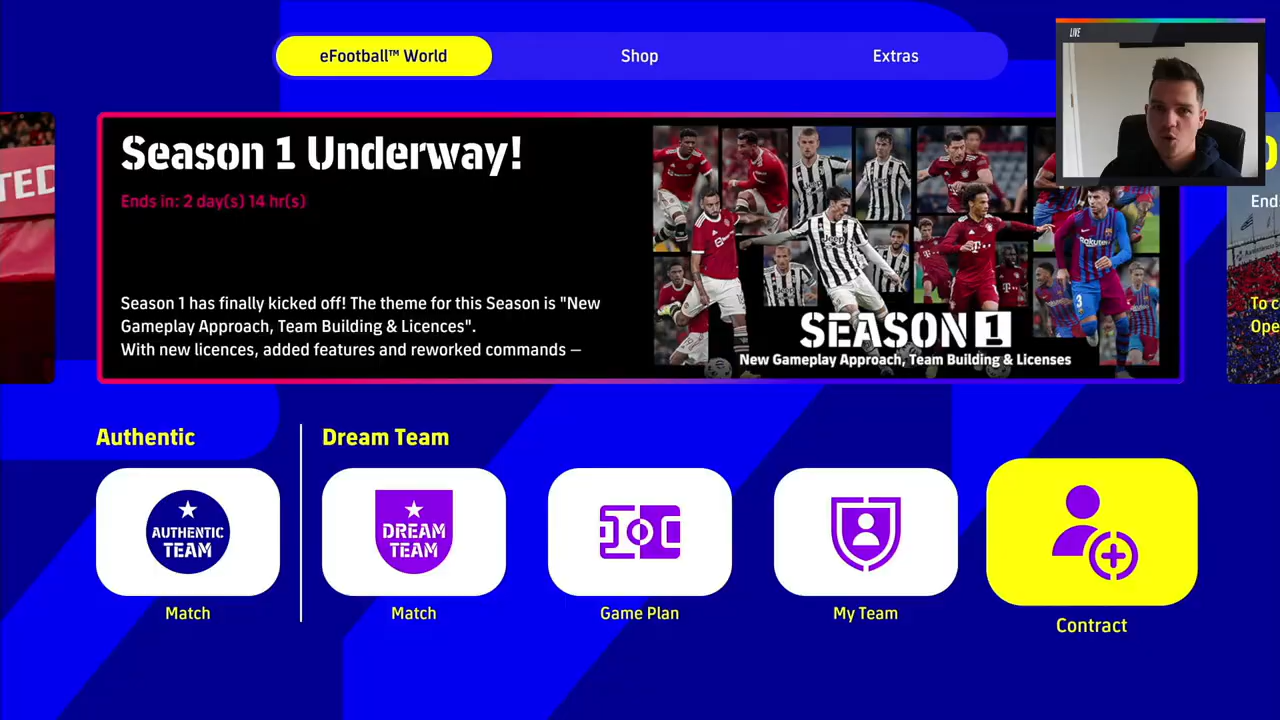 eFootball™ World
Shop
Extras
LIVE
TED
Season 1 Underway!
Ends in: 2 day(s) 14 hr(s)
Season 1 has finally kicked off! The theme for this Season is "New
Gameplay Approach, Team Building & Licences".
With new licences, added features and reworked commands —
SEASON 1
New Gameplay Approach, Team Building & Licenses
Ends
To c
Ope
Authentic
Dream Team
AUTHENTIC
TEAM
DREAM
TEAM
Match
Match
Game Plan
My Team
Contract